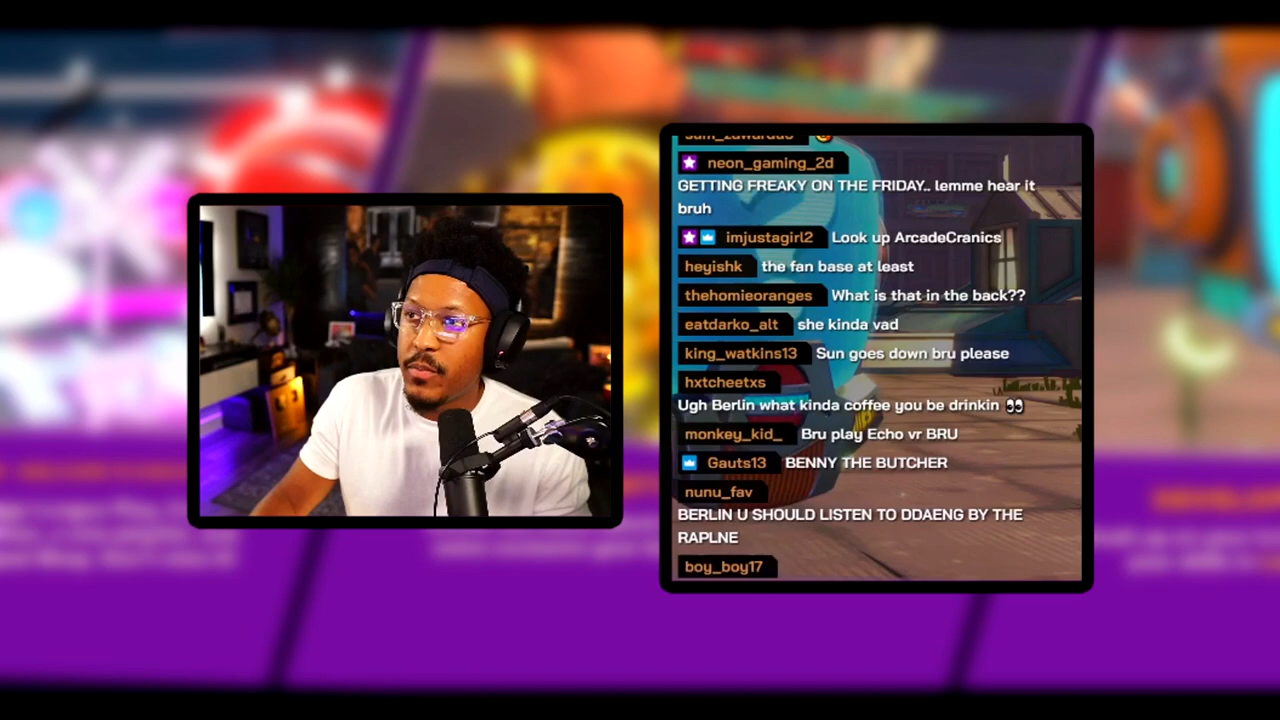 neon_gaming_2d
GETTING FREAKY ON THE FRIDAY.. lemme hear it
bruh
imjustagirl2 Look up ArcadeCranics
heyishk the fan base at least
thehomieoranges What is that in the back??
eatdarko_alt she kinda vad
king_watkins13 Sun goes down bru please
hxtcheetxs
Ugh Berlin what kinda coffee you be drinkin 👀
monkey_kid_ Bru play Echo vr BRU
Gauts13 BENNY THE BUTCHER
nunu_fav
BERLIN U SHOULD LISTEN TO DDAENG BY THE
RAPLNE
boy_boy17